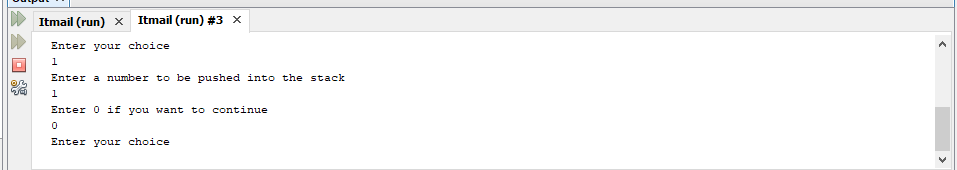 Output
Itmail (run) × Itmail (run) #3 ×
Enter your choice
1
Enter a number to be pushed into the stack
1
Enter 0 if you want to continue
0
Enter your choice